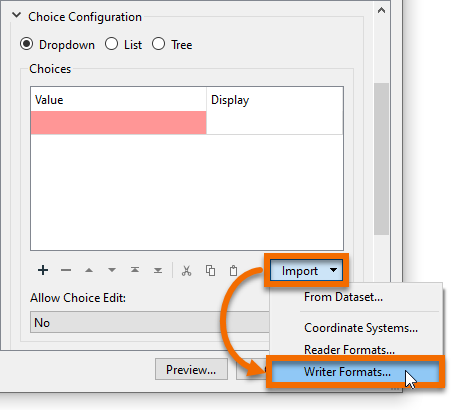 Choice Configuration
Dropdown List Tree
Choices
Value Display
Import
From Dataset...
Allow Choice Edit:
Coordinate Systems...
No
Reader Formats...
Preview... Writer Formats...